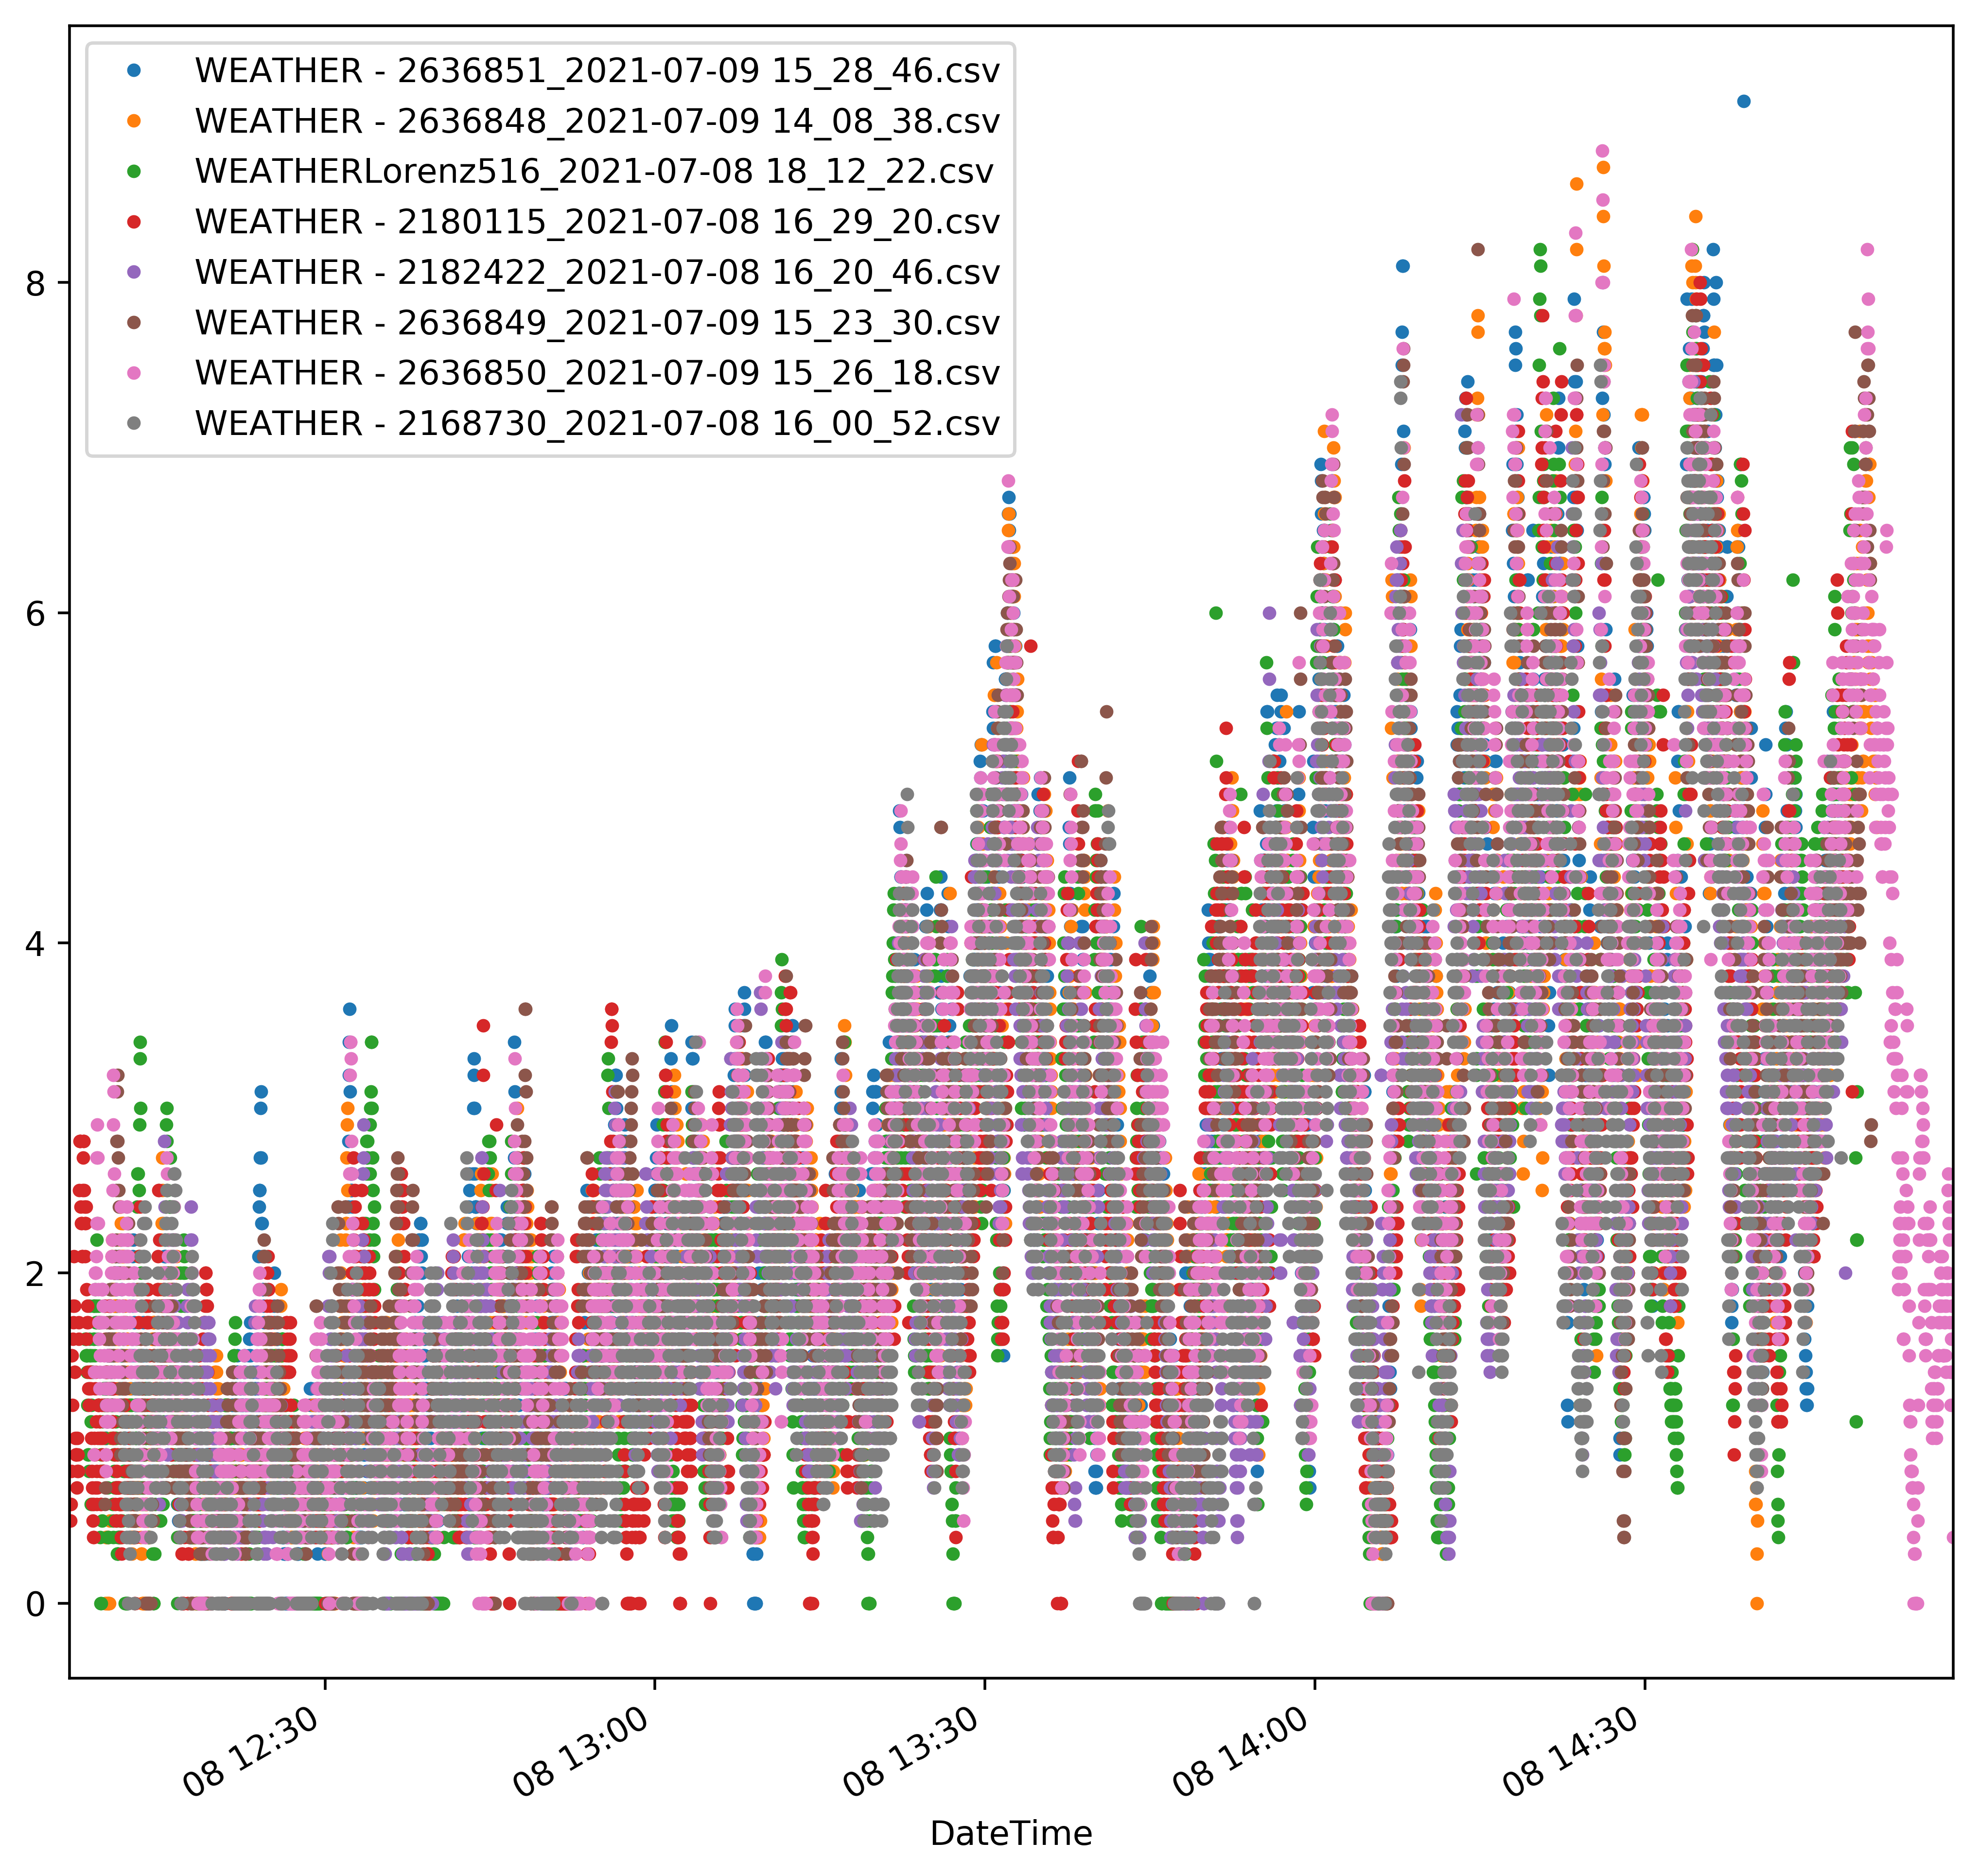 WEATHER - 2636851_2021-07-09 15_28_46.csv
WEATHER - 2636848_2021-07-09 14_08_38.csv
WEATHERLorenz516_2021-07-08 18_12_22.csv
WEATHER - 2180115_2021-07-08 16_29_20.csv
WEATHER - 2182422_2021-07-08 16_20_46.csv
WEATHER - 2636849_2021-07-09 15_23_30.csv
WEATHER - 2636850_2021-07-09 15_26_18.csv
WEATHER - 2168730_2021-07-08 16_00_52.csv
8
6
4
2
0
08 12:30
08 13:00
08 13:30
08 14:00
08 14:30
DateTime